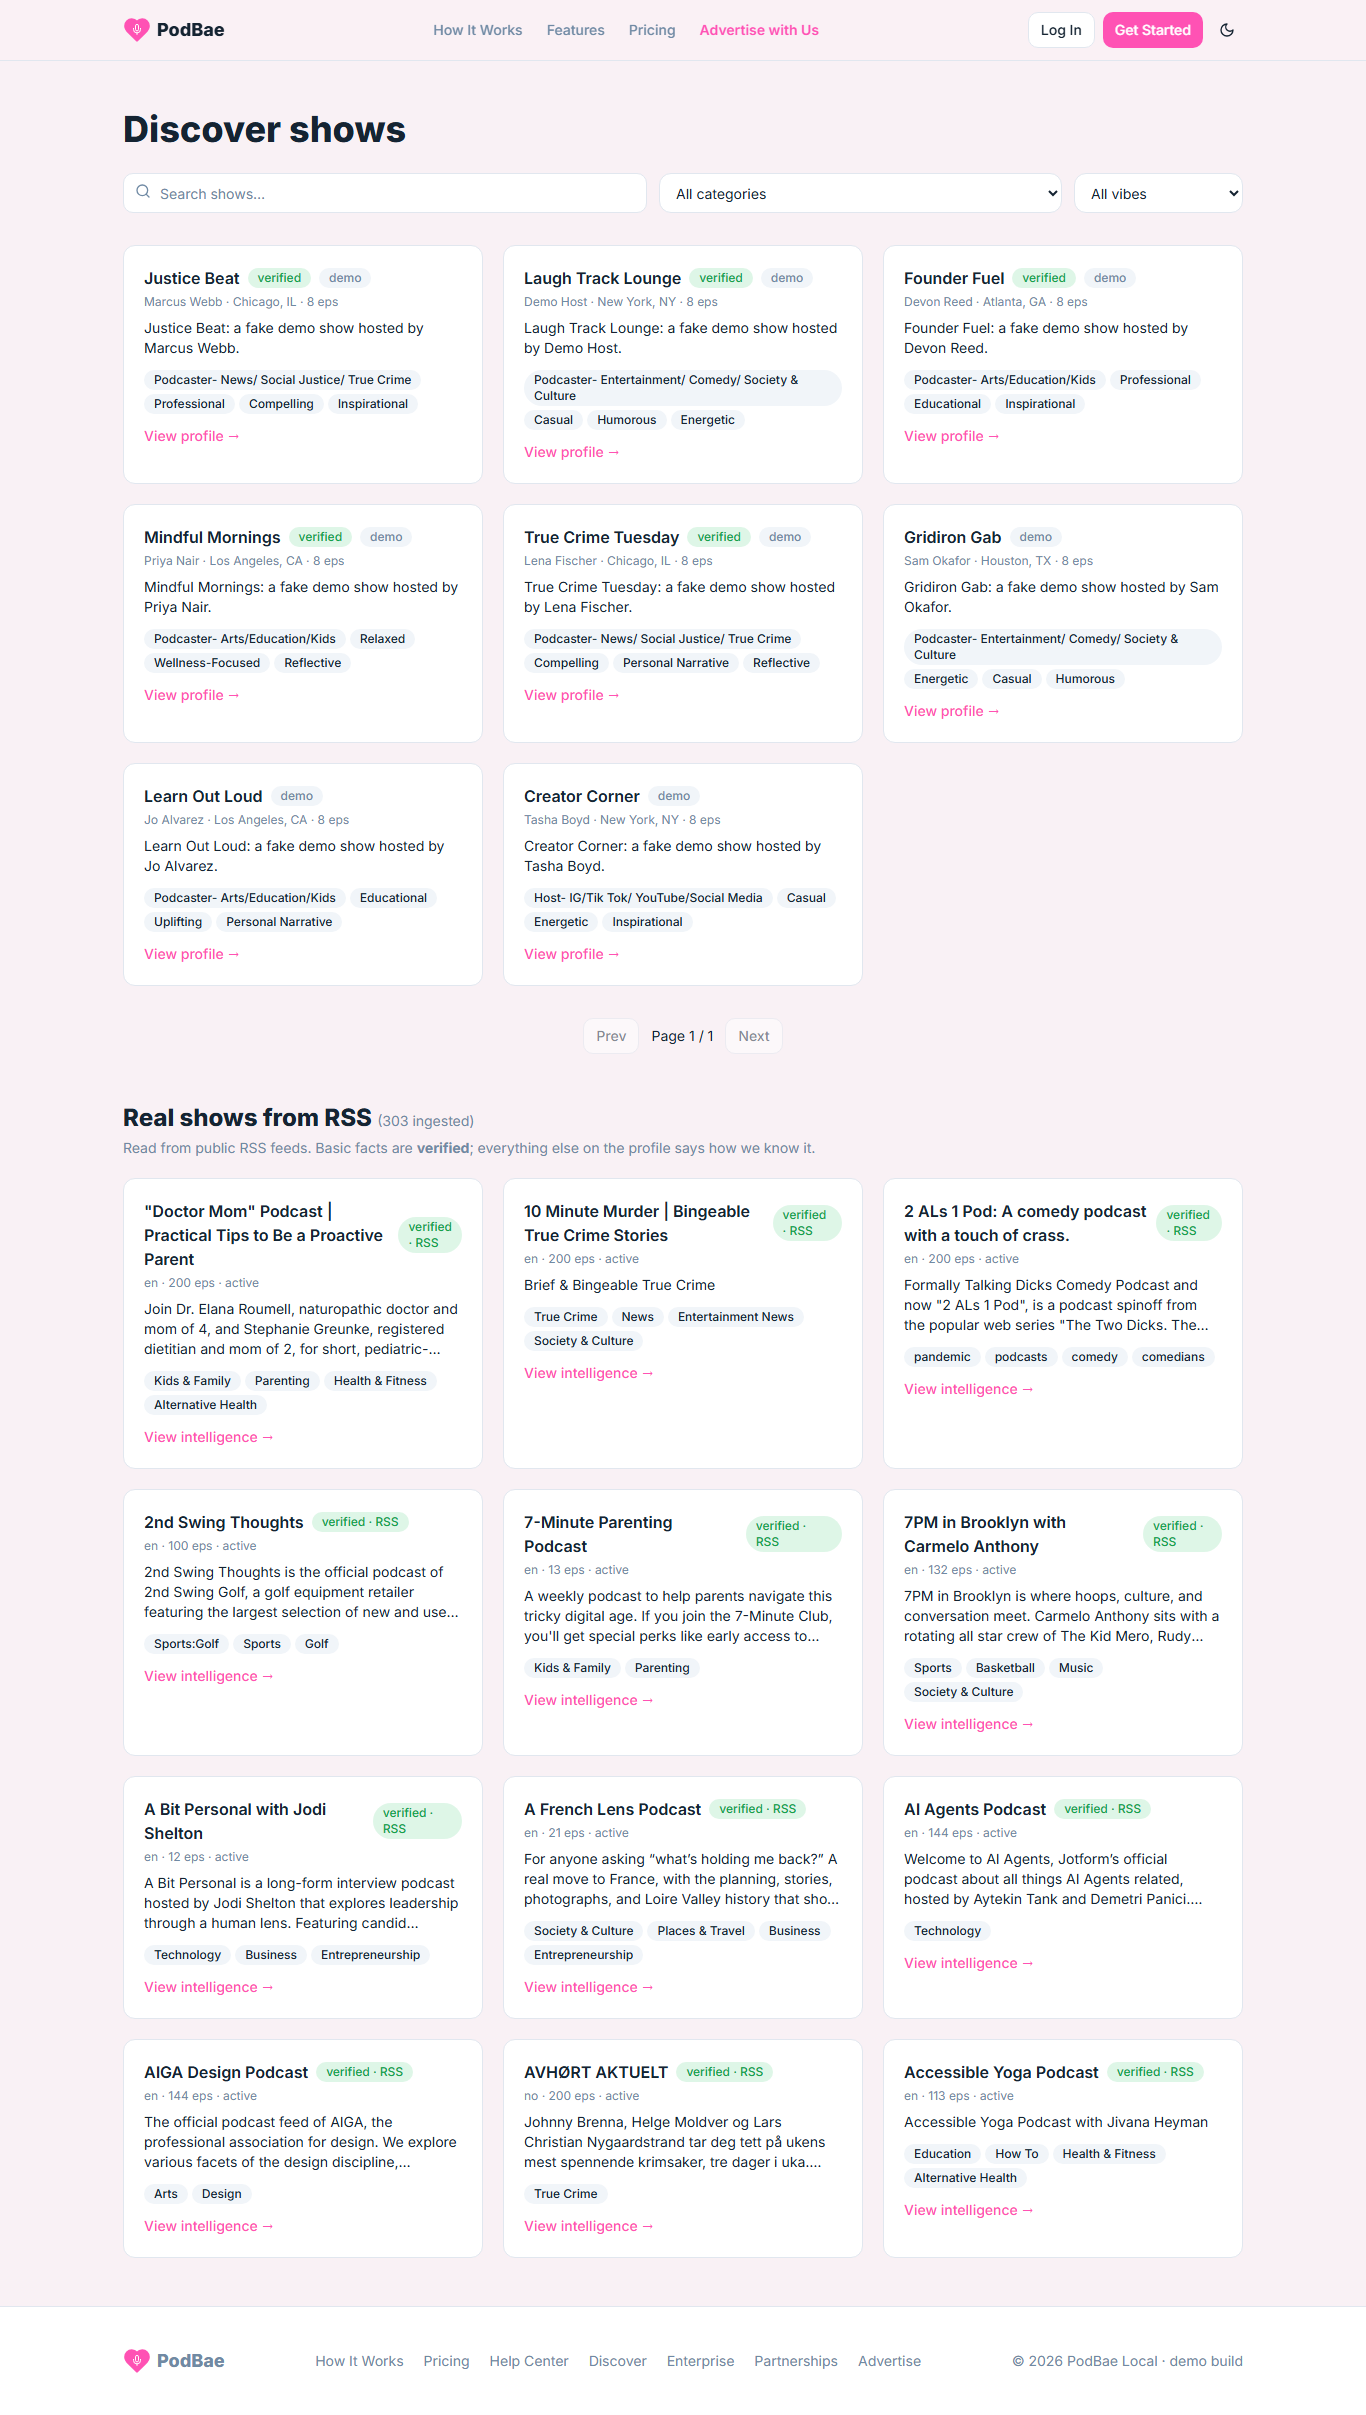 PodBae
How It Works
Features
Pricing
Advertise with Us
Log In
Get Started
Discover shows
Search shows...
All categories
All vibes
Justice Beat verified demo
Marcus Webb · Chicago, IL · 8 eps
Justice Beat: a fake demo show hosted by
Marcus Webb.
Podcaster- News/ Social Justice/ True Crime
Professional Compelling Inspirational
View profile →
Laugh Track Lounge verified demo
Demo Host · New York, NY · 8 eps
Laugh Track Lounge: a fake demo show hosted
by Demo Host.
Podcaster- Entertainment/ Comedy/ Society &
Culture
Casual Humorous Energetic
View profile →
Founder Fuel verified demo
Devon Reed · Atlanta, GA · 8 eps
Founder Fuel: a fake demo show hosted by
Devon Reed.
Podcaster- Arts/Education/Kids Professional
Educational Inspirational
View profile →
Mindful Mornings verified demo
Priya Nair · Los Angeles, CA · 8 eps
Mindful Mornings: a fake demo show hosted by
Priya Nair.
Podcaster- Arts/Education/Kids Relaxed
Wellness-Focused Reflective
View profile →
True Crime Tuesday verified demo
Lena Fischer · Chicago, IL · 8 eps
True Crime Tuesday: a fake demo show hosted
by Lena Fischer.
Podcaster- News/ Social Justice/ True Crime
Compelling Personal Narrative Reflective
View profile →
Gridiron Gab demo
Sam Okafor · Houston, TX · 8 eps
Gridiron Gab: a fake demo show hosted by Sam
Okafor.
Podcaster- Entertainment/ Comedy/ Society &
Culture
Energetic Casual Humorous
View profile →
Learn Out Loud demo
Jo Alvarez · Los Angeles, CA · 8 eps
Learn Out Loud: a fake demo show hosted by
Jo Alvarez.
Podcaster- Arts/Education/Kids Educational
Uplifting Personal Narrative
View profile →
Creator Corner demo
Tasha Boyd · New York, NY · 8 eps
Creator Corner: a fake demo show hosted by
Tasha Boyd.
Host- IG/Tik Tok/ YouTube/Social Media Casual
Energetic Inspirational
View profile →
Prev Page 1 / 1 Next
Real shows from RSS (303 ingested)
Read from public RSS feeds. Basic facts are verified; everything else on the profile says how we know it.
"Doctor Mom" Podcast |
Practical Tips to Be a Proactive
Parent
verified
· RSS
en · 200 eps · active
Join Dr. Elana Roumell, naturopathic doctor and
mom of 4, and Stephanie Greunke, registered
dietitian and mom of 2, for short, pediatric-...
Kids & Family Parenting Health & Fitness
Alternative Health
View intelligence →
10 Minute Murder | Bingeable
True Crime Stories
verified
· RSS
en · 200 eps · active
Brief & Bingeable True Crime
True Crime News Entertainment News
Society & Culture
View intelligence →
2 ALs 1 Pod: A comedy podcast
with a touch of crass.
verified
· RSS
en · 200 eps · active
Formally Talking Dicks Comedy Podcast and
now "2 ALs 1 Pod", is a podcast spinoff from
the popular web series "The Two Dicks. The...
pandemic podcasts comedy comedians
View intelligence →
2nd Swing Thoughts verified · RSS
en · 100 eps · active
2nd Swing Thoughts is the official podcast of
2nd Swing Golf, a golf equipment retailer
featuring the largest selection of new and use...
Sports:Golf Sports Golf
View intelligence →
7-Minute Parenting
Podcast
verified ·
RSS
en · 13 eps · active
A weekly podcast to help parents navigate this
tricky digital age. If you join the 7-Minute Club,
you'll get special perks like early access to...
Kids & Family Parenting
View intelligence →
7PM in Brooklyn with
Carmelo Anthony
verified ·
RSS
en · 132 eps · active
7PM in Brooklyn is where hoops, culture, and
conversation meet. Carmelo Anthony sits with a
rotating all star crew of The Kid Mero, Rudy...
Sports Basketball Music
Society & Culture
View intelligence →
A Bit Personal with Jodi
Shelton
verified ·
RSS
en · 12 eps · active
A Bit Personal is a long-form interview podcast
hosted by Jodi Shelton that explores leadership
through a human lens. Featuring candid...
Technology Business Entrepreneurship
View intelligence →
A French Lens Podcast verified · RSS
en · 21 eps · active
For anyone asking “what’s holding me back?” A
real move to France, with the planning, stories,
photographs, and Loire Valley history that sho...
Society & Culture Places & Travel Business
Entrepreneurship
View intelligence →
AI Agents Podcast verified · RSS
en · 144 eps · active
Welcome to AI Agents, Jotform’s official
podcast about all things AI Agents related,
hosted by Aytekin Tank and Demetri Panici....
Technology
View intelligence →
AIGA Design Podcast verified · RSS
en · 144 eps · active
The official podcast feed of AIGA, the
professional association for design. We explore
various facets of the design discipline,...
Arts Design
View intelligence →
AVHØRT AKTUELT verified · RSS
no · 200 eps · active
Johnny Brenna, Helge Moldver og Lars
Christian Nygaardstrand tar deg tett på ukens
mest spennende krimsaker, tre dager i uka....
True Crime
View intelligence →
Accessible Yoga Podcast verified · RSS
en · 113 eps · active
Accessible Yoga Podcast with Jivana Heyman
Education How To Health & Fitness
Alternative Health
View intelligence →
PodBae
How It Works
Pricing
Help Center
Discover
Enterprise
Partnerships
Advertise
© 2026 PodBae Local · demo build